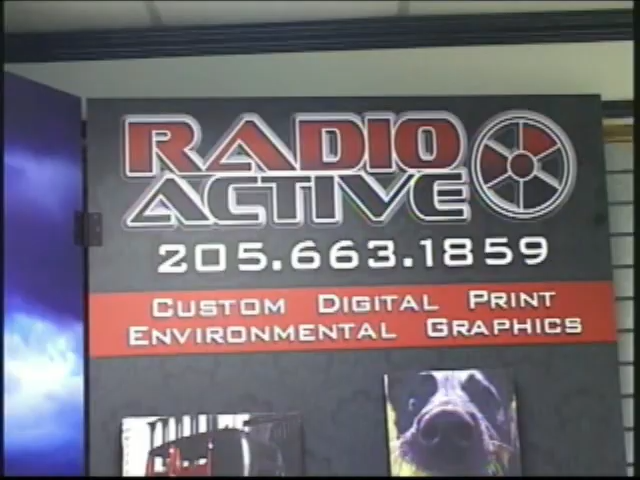 RADIO
ACTIVE
205.663.1859
CUSTOM DIGITAL PRINT
ENVIRONMENTAL GRAPHICS